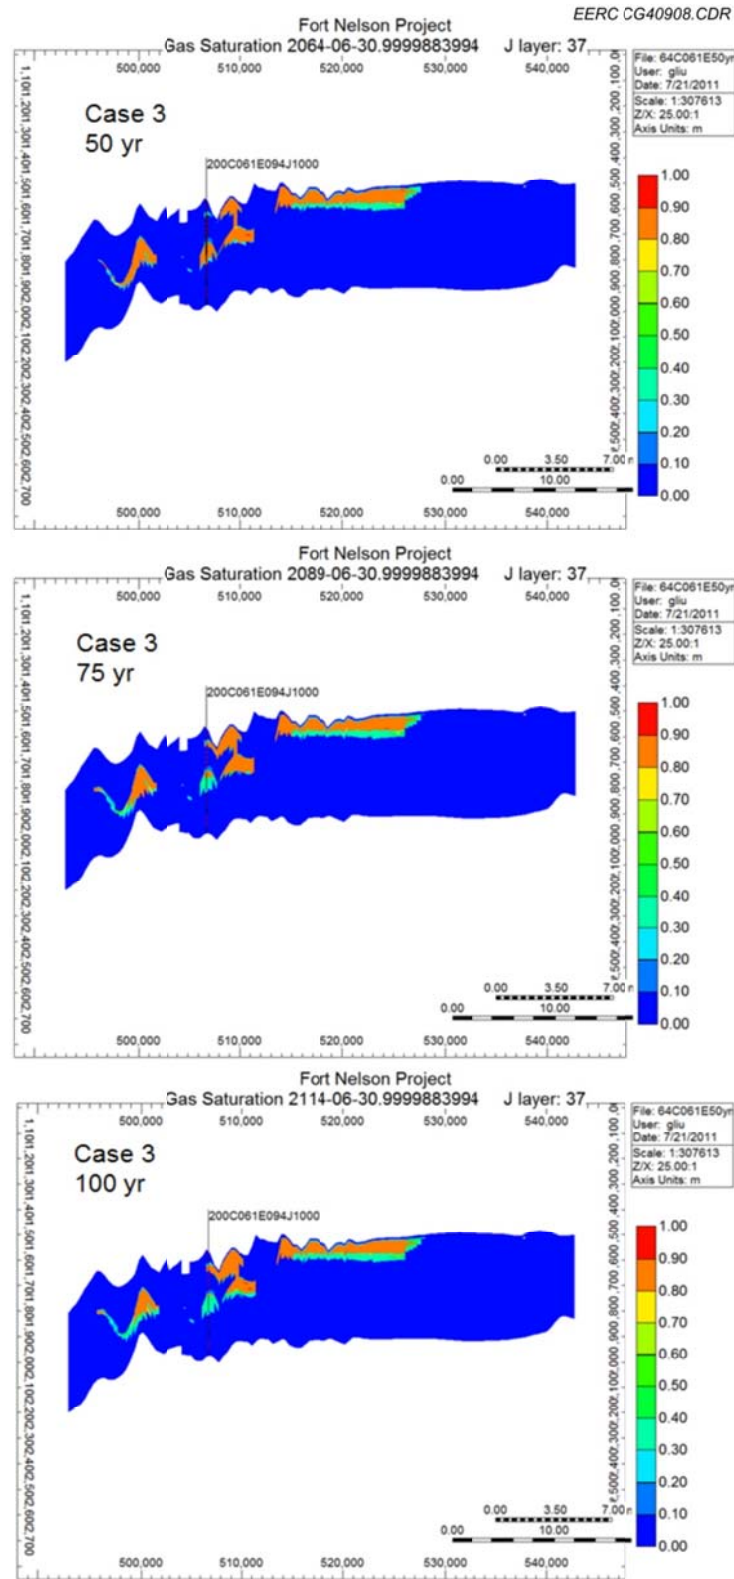 EERC CG40908.CDR
Fort Nelson Project
Gas Saturation 2064-06-30.9999883994 J layer: 37
500,000 510,000 520,000 530,000 540,000
File: 64C061E50yr
User: gliu
Date: 7/21/2011
Scale: 1:307613
Z/X: 25.00:1
Axis Units: m
Case 3
50 yr
200C061E094J1000
1.00
0.90
0.80
0.70
0.60
0.50
0.40
0.30
0.20
0.10
0.00
0.00 3.50 7.00
0.00 10.00
500,000 510,000 520,000 530,000 540,000
Fort Nelson Project
Gas Saturation 2089-06-30.9999883994 J layer: 37
500,000 510,000 520,000 530,000 540,000
File: 64C061E50yr
User: gliu
Date: 7/21/2011
Scale: 1:307613
Z/X: 25.00:1
Axis Units: m
Case 3
75 yr
200C061E094J1000
1.00
0.90
0.80
0.70
0.60
0.50
0.40
0.30
0.20
0.10
0.00
0.00 3.50 7.00
0.00 10.00
500,000 510,000 520,000 530,000 540,000
Fort Nelson Project
Gas Saturation 2114-06-30.9999883994 J layer: 37
500,000 510,000 520,000 530,000 540,000
File: 64C061E50yr
User: gliu
Date: 7/21/2011
Scale: 1:307613
Z/X: 25.00:1
Axis Units: m
Case 3
100 yr
200C061E094J1000
1.00
0.90
0.80
0.70
0.60
0.50
0.40
0.30
0.20
0.10
0.00
0.00 3.50 7.00
0.00 10.00
500,000 510,000 520,000 530,000 540,000